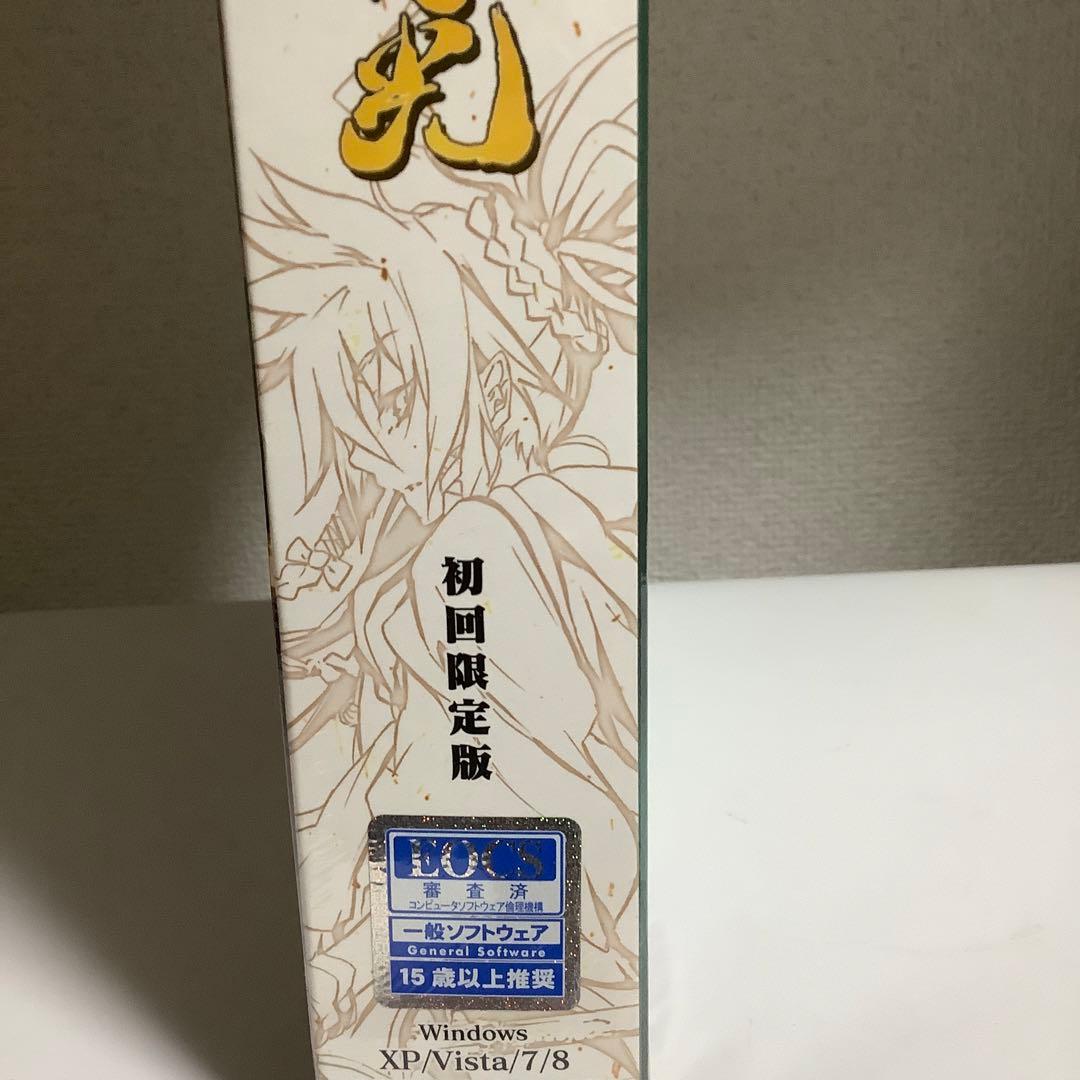 初回限定版
EOCS
審査済
コンピュータソフトウェア倫理機構
一般ソフトウェア
General Software
15歳以上推奨
Windows
XP/Vista/7/8